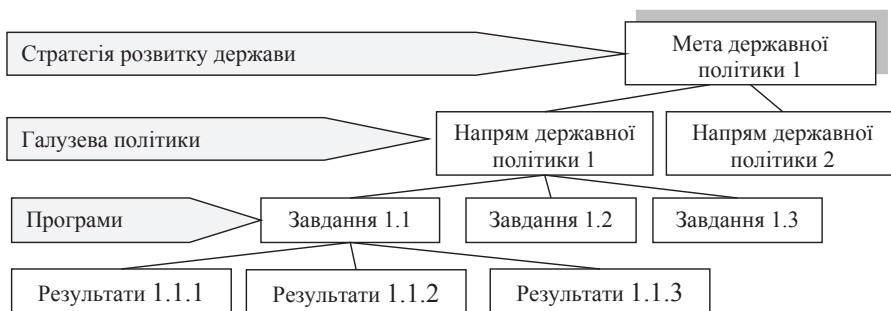 Стратегія розвитку держави
Мета державної
політики 1
Галузева політики
Напрям державної
політики 1
Напрям державної
політики 2
Програми
Завдання 1.1
Завдання 1.2
Завдання 1.3
Результати 1.1.1
Результати 1.1.2
Результати 1.1.3